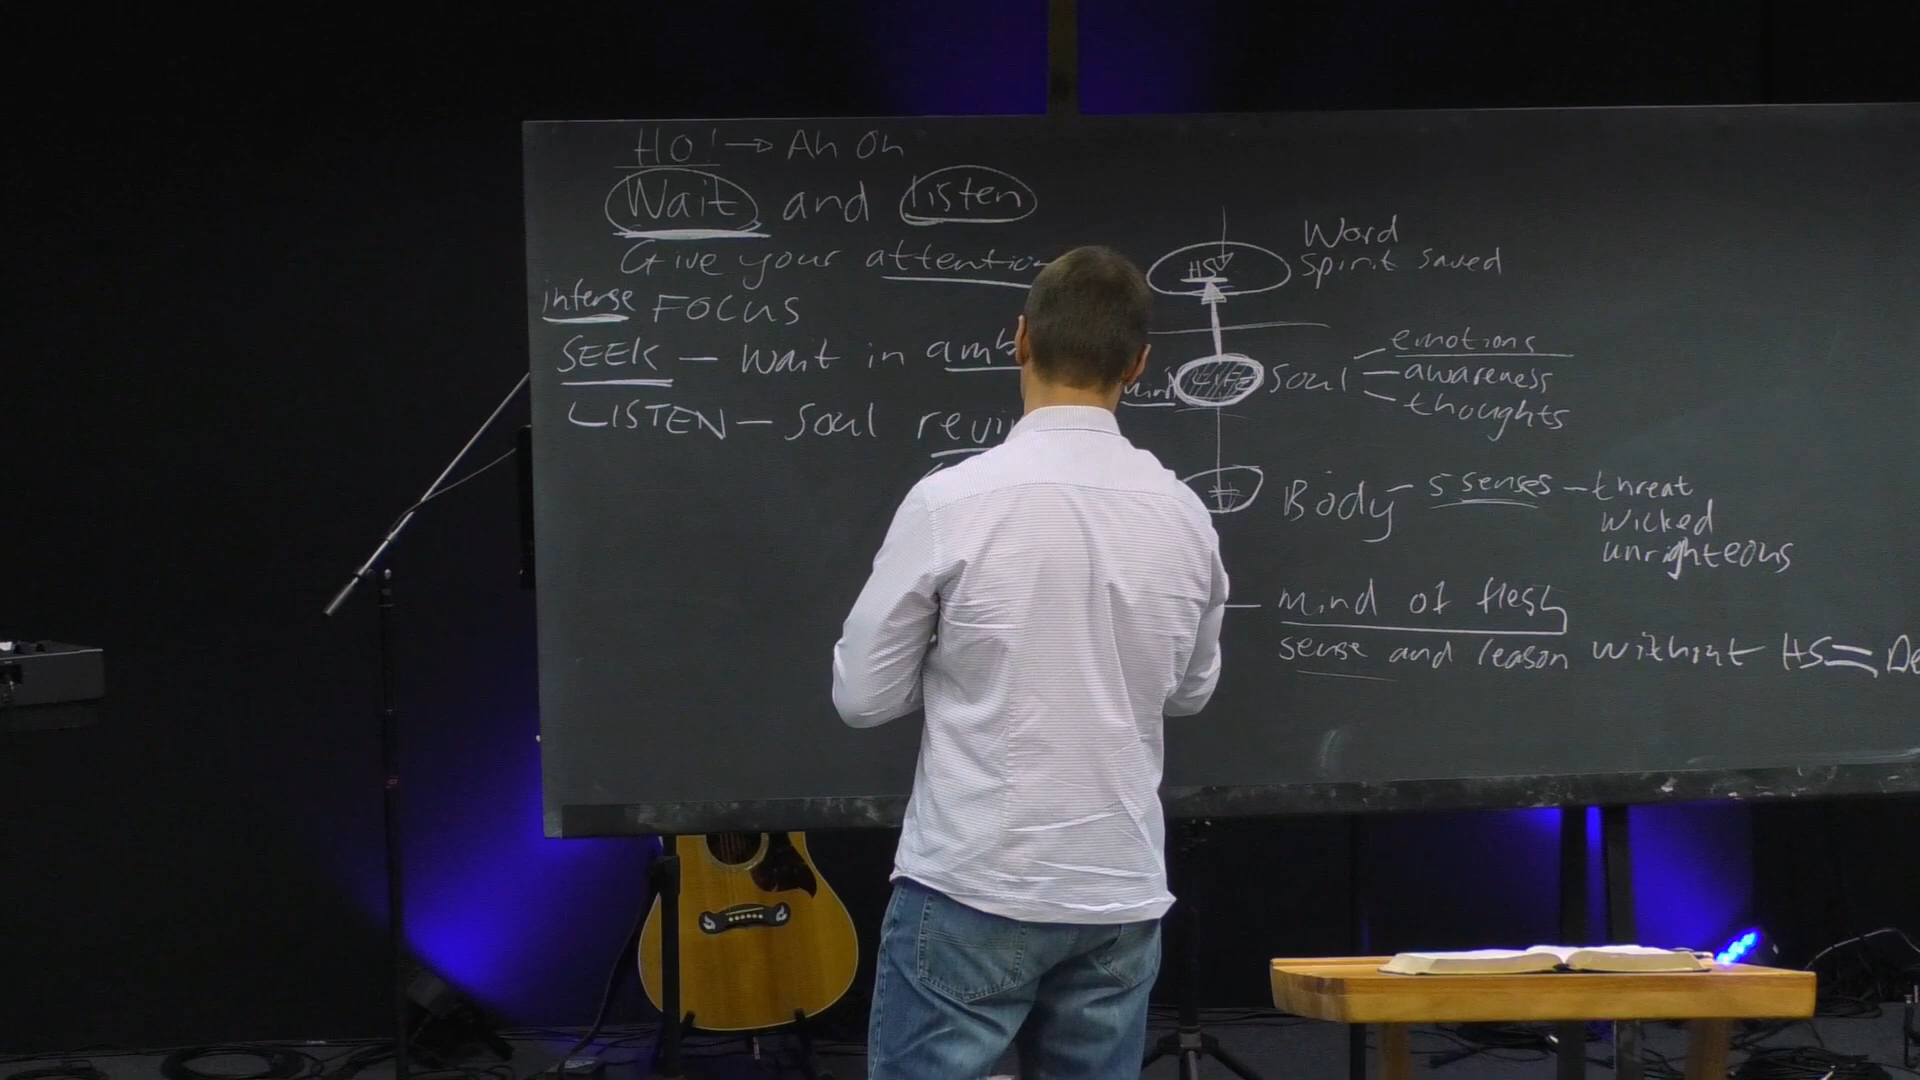 HO! → Ah Oh
Wait and Listen
Give your attention
intense FOCUS
SEEK — Wait in amb
LISTEN — Soul revi
Word
HS Spirit saved
LIFE Soul — emotions
awareness
thoughts
Body — 5 senses — threat
wicked
unrighteous
— mind of flesh
sense and reason without HS = De